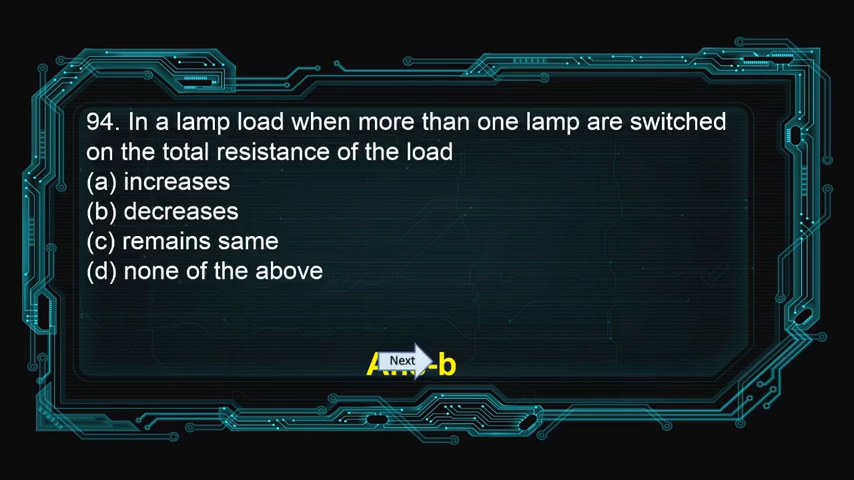 94. In a lamp load when more than one lamp are switched
on the total resistance of the load
(a) increases
(b) decreases
(c) remains same
(d) none of the above
Next
-b